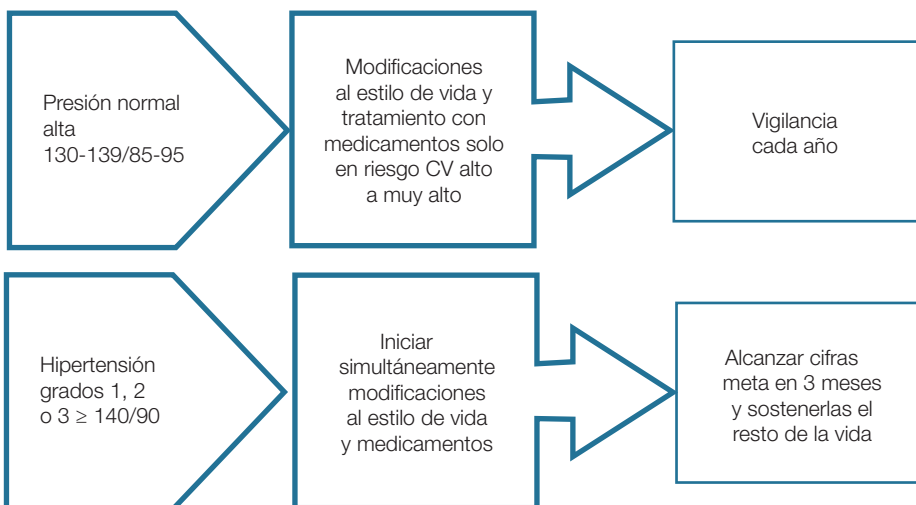 Presión normal
alta
130-139/85-95
Modificaciones
al estilo de vida y
tratamiento con
medicamentos solo
en riesgo CV alto
a muy alto
Vigilancia
cada año
Hipertensión
grados 1, 2
o 3 ≥ 140/90
Iniciar
simultáneamente
modificaciones
al estilo de vida
y medicamentos
Alcanzar cifras
meta en 3 meses
y sostenerlas el
resto de la vida